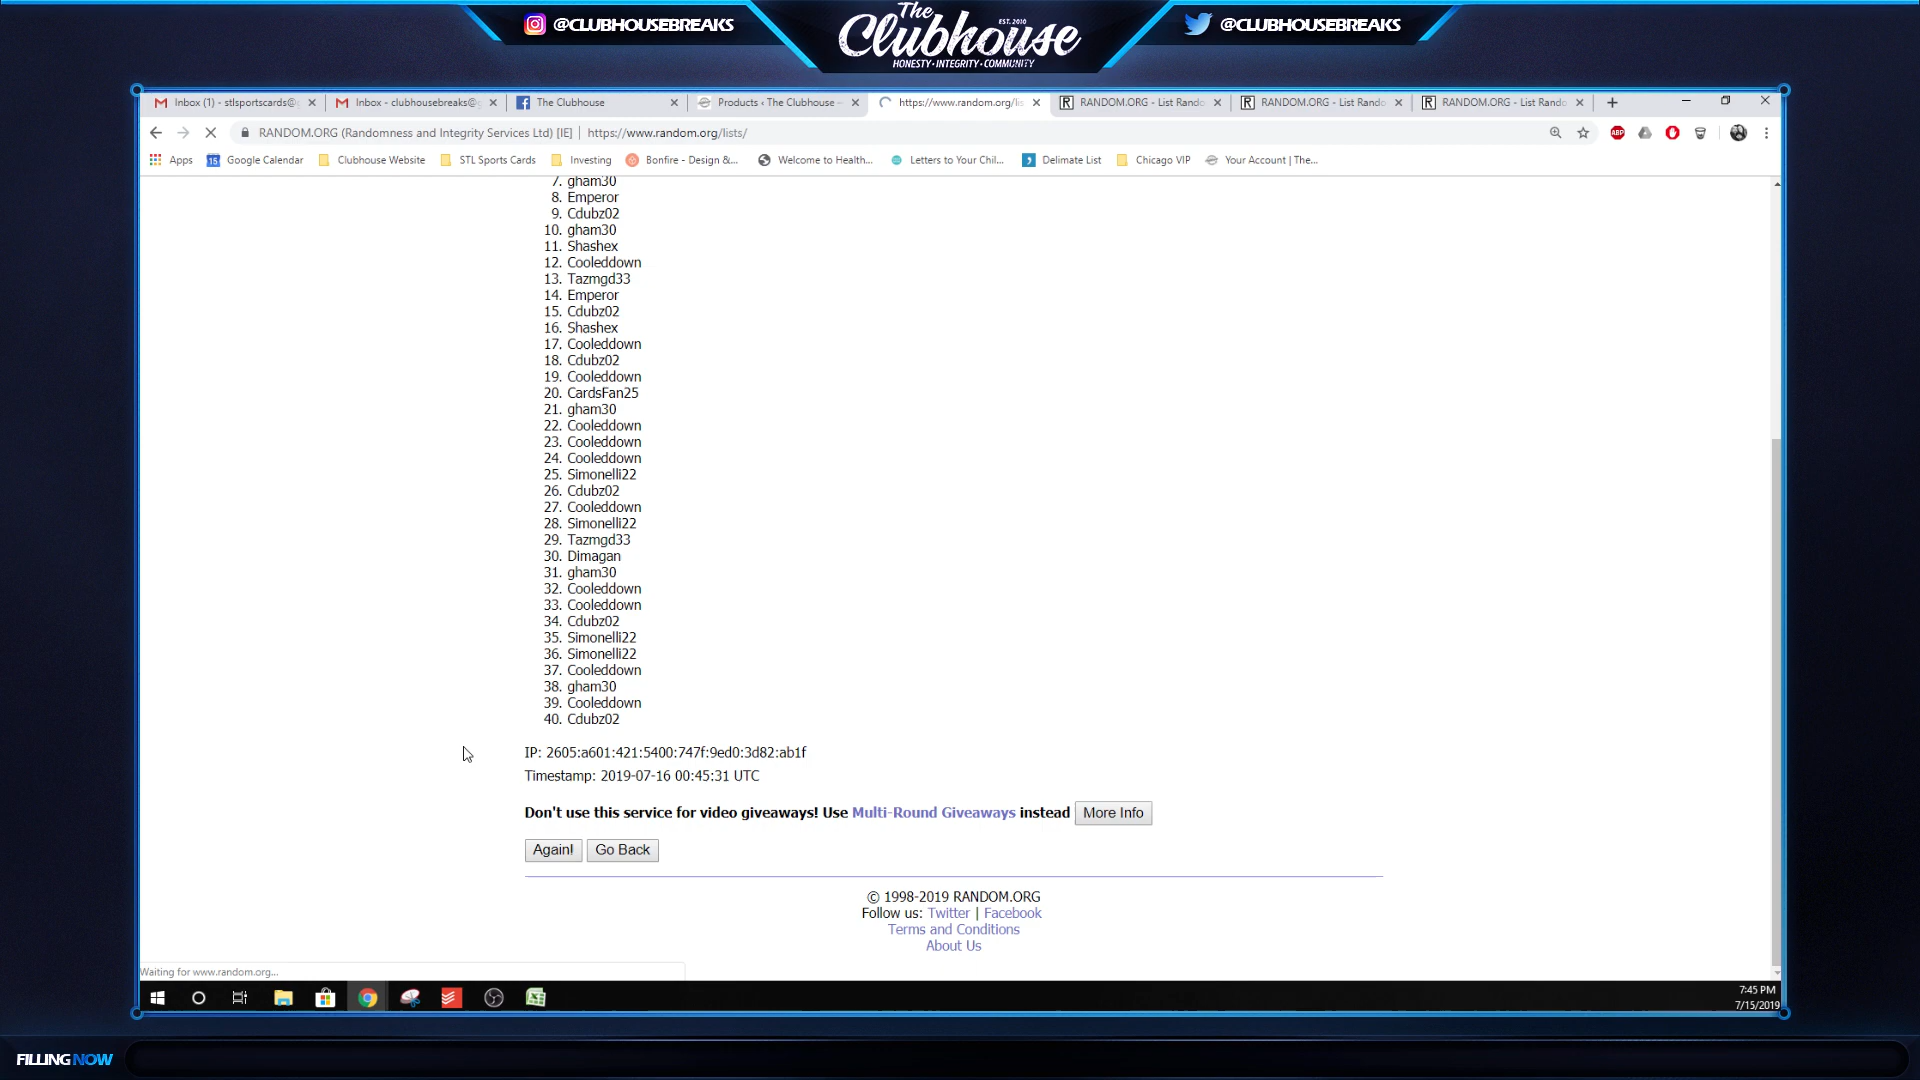 @CLUBHOUSEBREAKS
The Clubhouse
EST. 2010
HONESTY • INTEGRITY • COMMUNITY
@CLUBHOUSEBREAKS
Inbox (1) - stlsportscards@
Inbox - clubhousebreaks@g
The Clubhouse
Products ‹ The Clubhouse —
https://www.random.org/lis
RANDOM.ORG - List Rando
RANDOM.ORG - List Rando
RANDOM.ORG - List Rando
RANDOM.ORG (Randomness and Integrity Services Ltd) [IE] | https://www.random.org/lists/
ABP
Apps
15 Google Calendar
Clubhouse Website
STL Sports Cards
Investing
Bonfire - Design &...
Welcome to Health...
Letters to Your Chil...
Delimate List
Chicago VIP
Your Account | The...
7. gham30
8. Emperor
9. Cdubz02
10. gham30
11. Shashex
12. Cooleddown
13. Tazmgd33
14. Emperor
15. Cdubz02
16. Shashex
17. Cooleddown
18. Cdubz02
19. Cooleddown
20. CardsFan25
21. gham30
22. Cooleddown
23. Cooleddown
24. Cooleddown
25. Simonelli22
26. Cdubz02
27. Cooleddown
28. Simonelli22
29. Tazmgd33
30. Dimagan
31. gham30
32. Cooleddown
33. Cooleddown
34. Cdubz02
35. Simonelli22
36. Simonelli22
37. Cooleddown
38. gham30
39. Cooleddown
40. Cdubz02
IP: 2605:a601:421:5400:747f:9ed0:3d82:ab1f
Timestamp: 2019-07-16 00:45:31 UTC
Don't use this service for video giveaways! Use Multi-Round Giveaways instead More Info
Again! Go Back
© 1998-2019 RANDOM.ORG
Follow us: Twitter | Facebook
Terms and Conditions
About Us
Waiting for www.random.org...
7:45 PM
7/15/2019
FILLING NOW